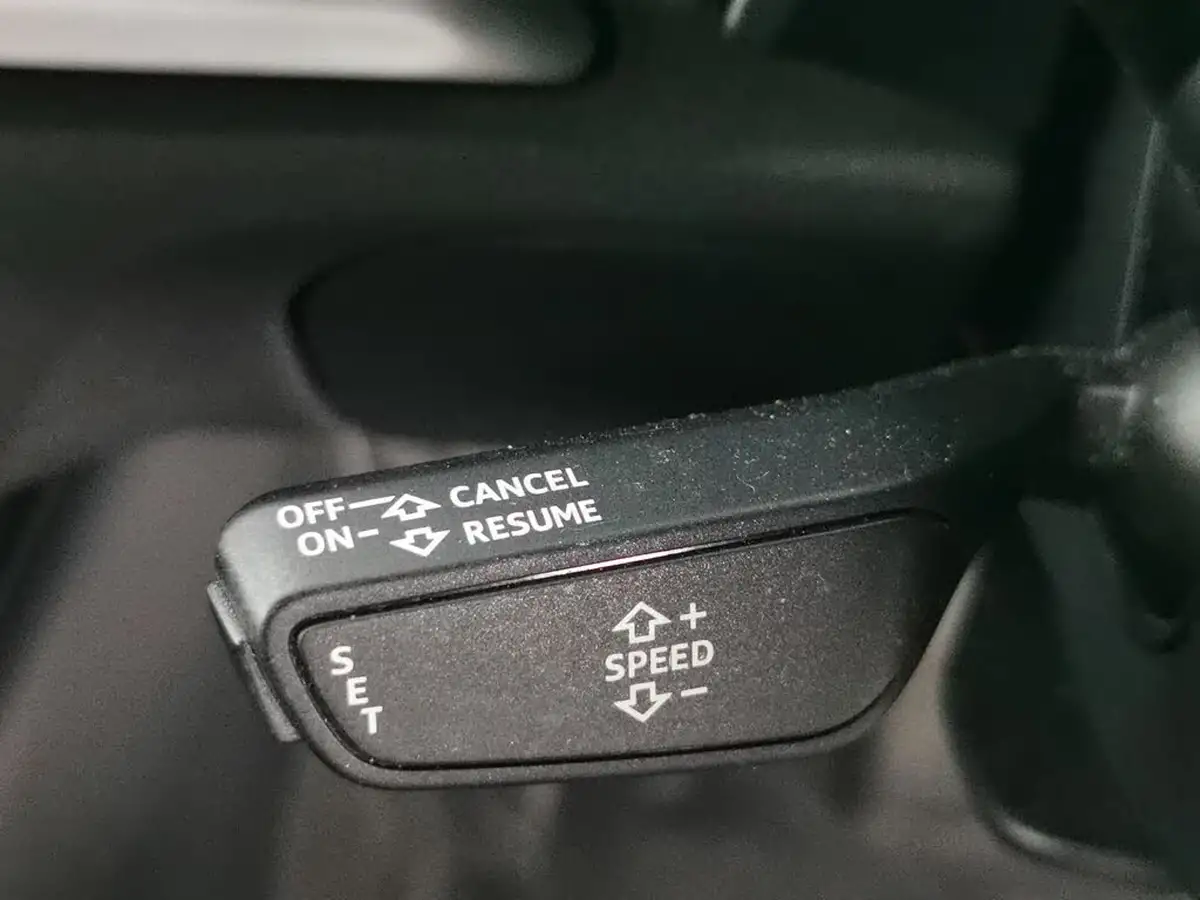 OFF CANCEL
ON RESUME
+
SPEED
-
SET